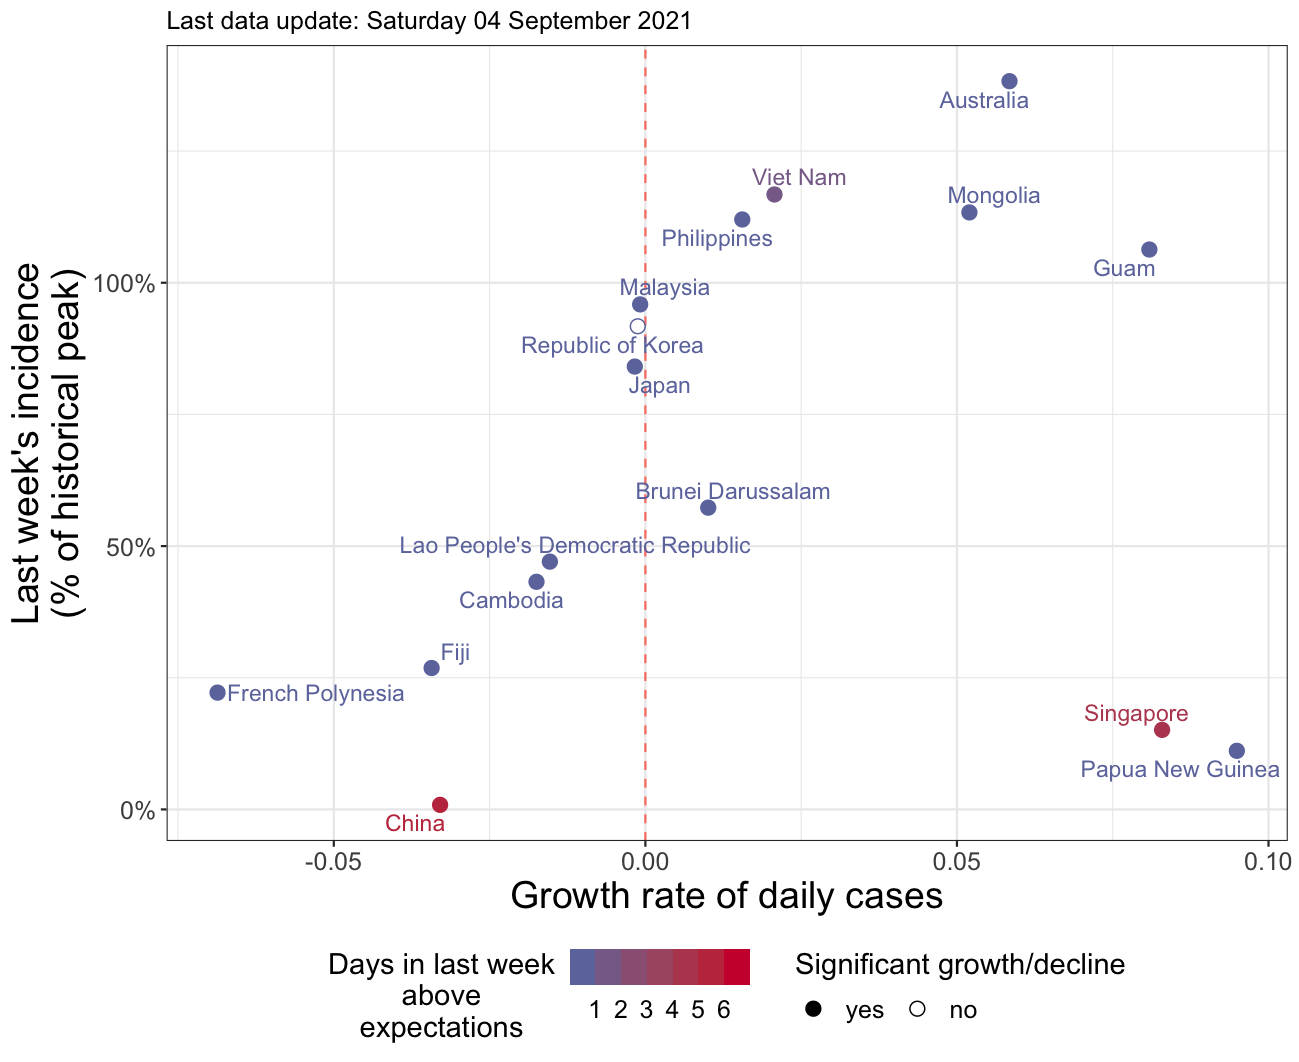 Last data update: Saturday 04 September 2021
Australia
Viet Nam
Mongolia
Philippines
Guam
100%
Malaysia
Republic of Korea
Japan
Brunei Darussalam
50%
Lao People's Democratic Republic
Cambodia
Fiji
French Polynesia
Singapore
Papua New Guinea
0%
China
Last week's incidence
(% of historical peak)
-0.05 0.00 0.05 0.10
Growth rate of daily cases
Days in last week
above
expectations
1 2 3 4 5 6
Significant growth/decline
yes no